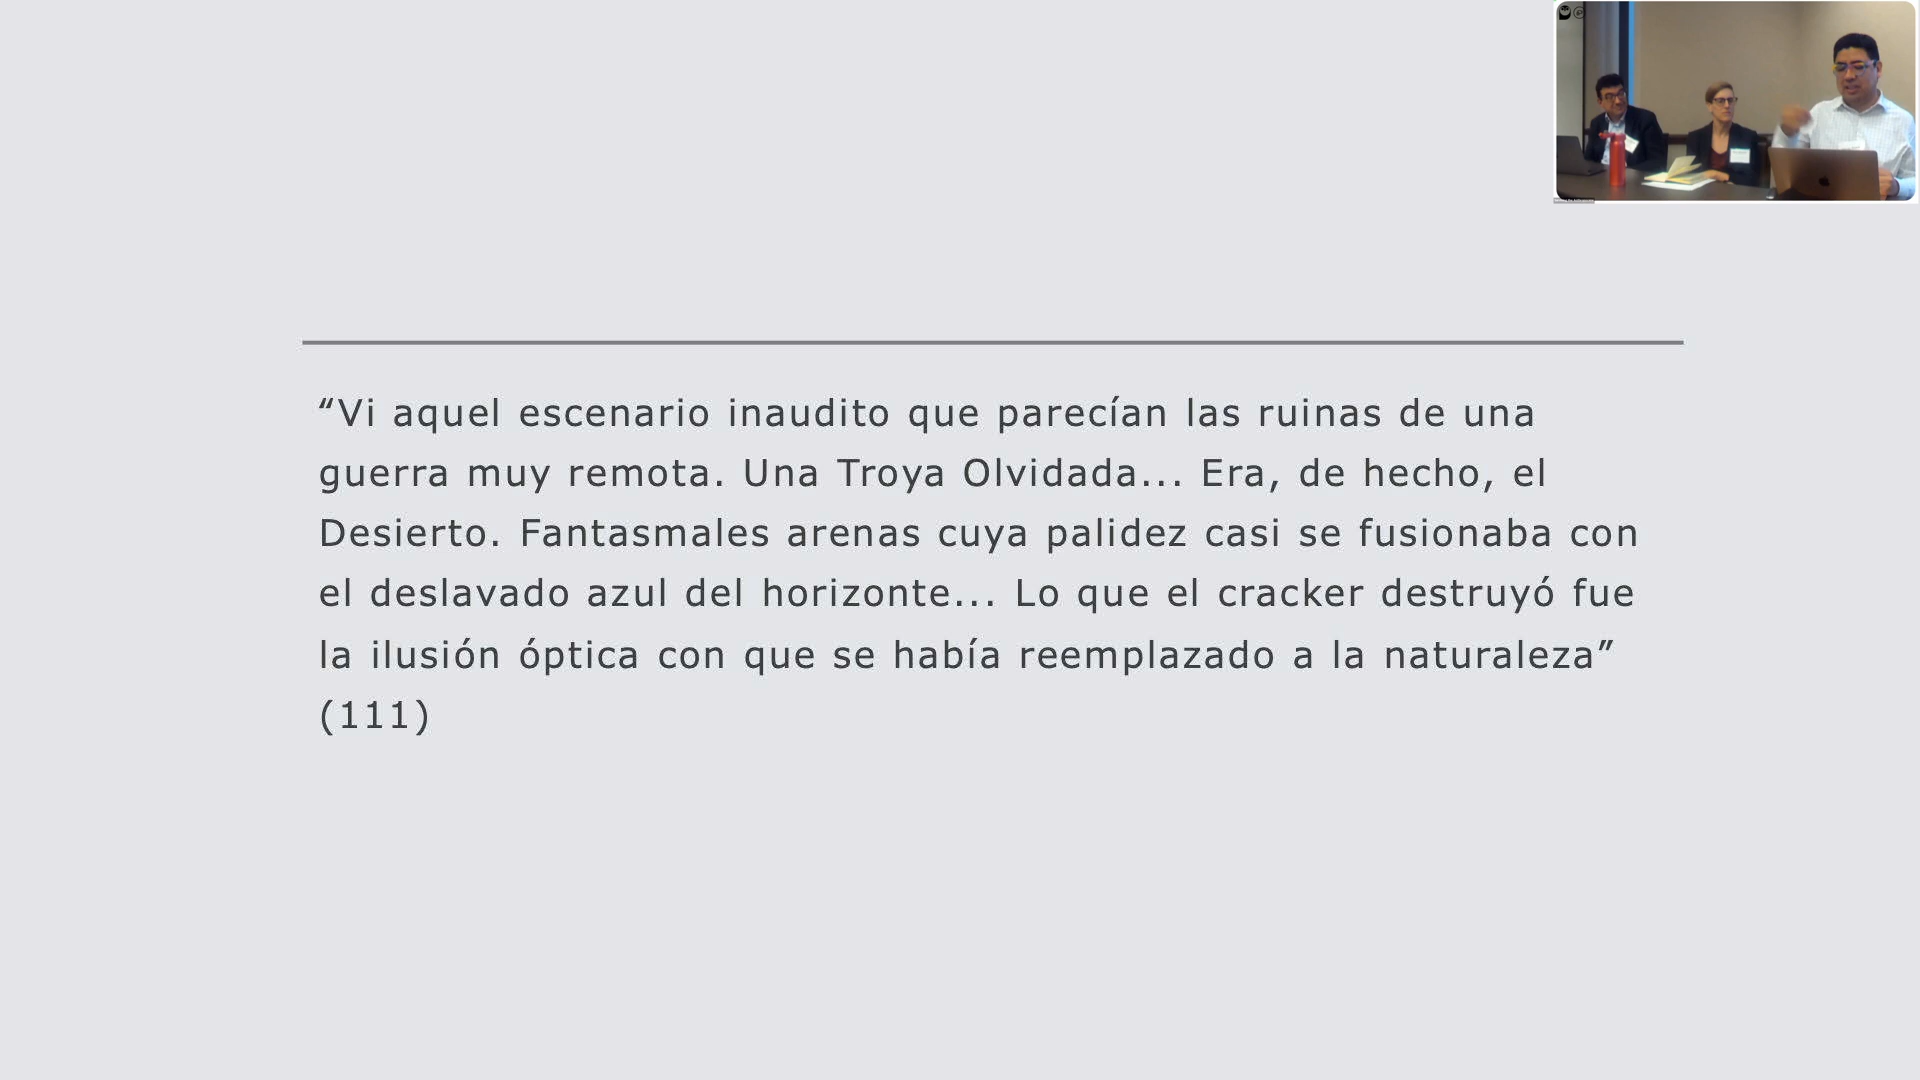 “Vi aquel escenario inaudito que parecían las ruinas de una
guerra muy remota. Una Troya Olvidada... Era, de hecho, el
Desierto. Fantasmales arenas cuya palidez casi se fusionaba con
el deslavado azul del horizonte... Lo que el cracker destruyó fue
la ilusión óptica con que se había reemplazado a la naturaleza”
(111)